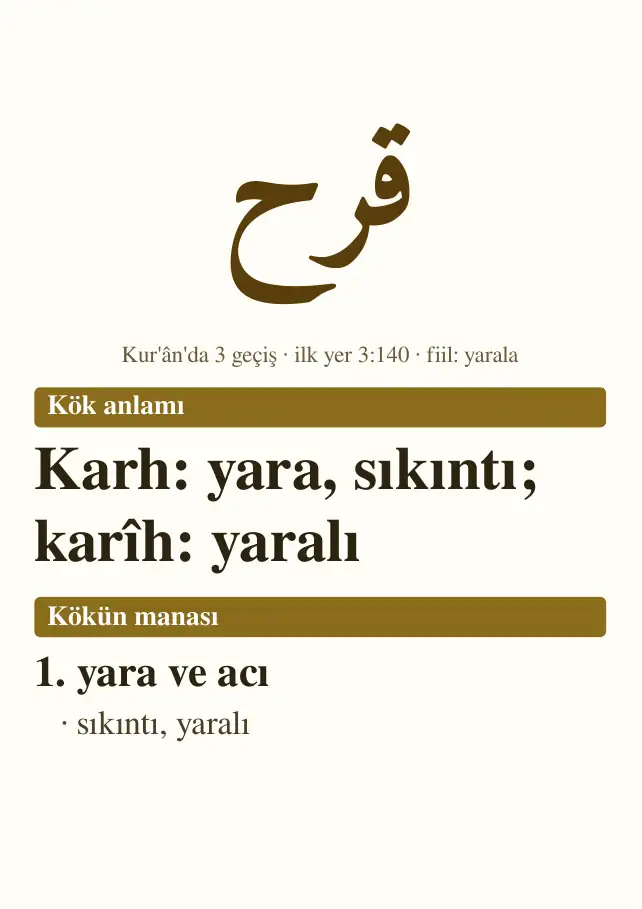 قرح
Kur'ân'da 3 geçiş · ilk yer 3:140 · fiil: yarala
Kök anlamı
Karh: yara, sıkıntı;
karîh: yaralı
Kökün manası
1. yara ve acı
· sıkıntı, yaralı